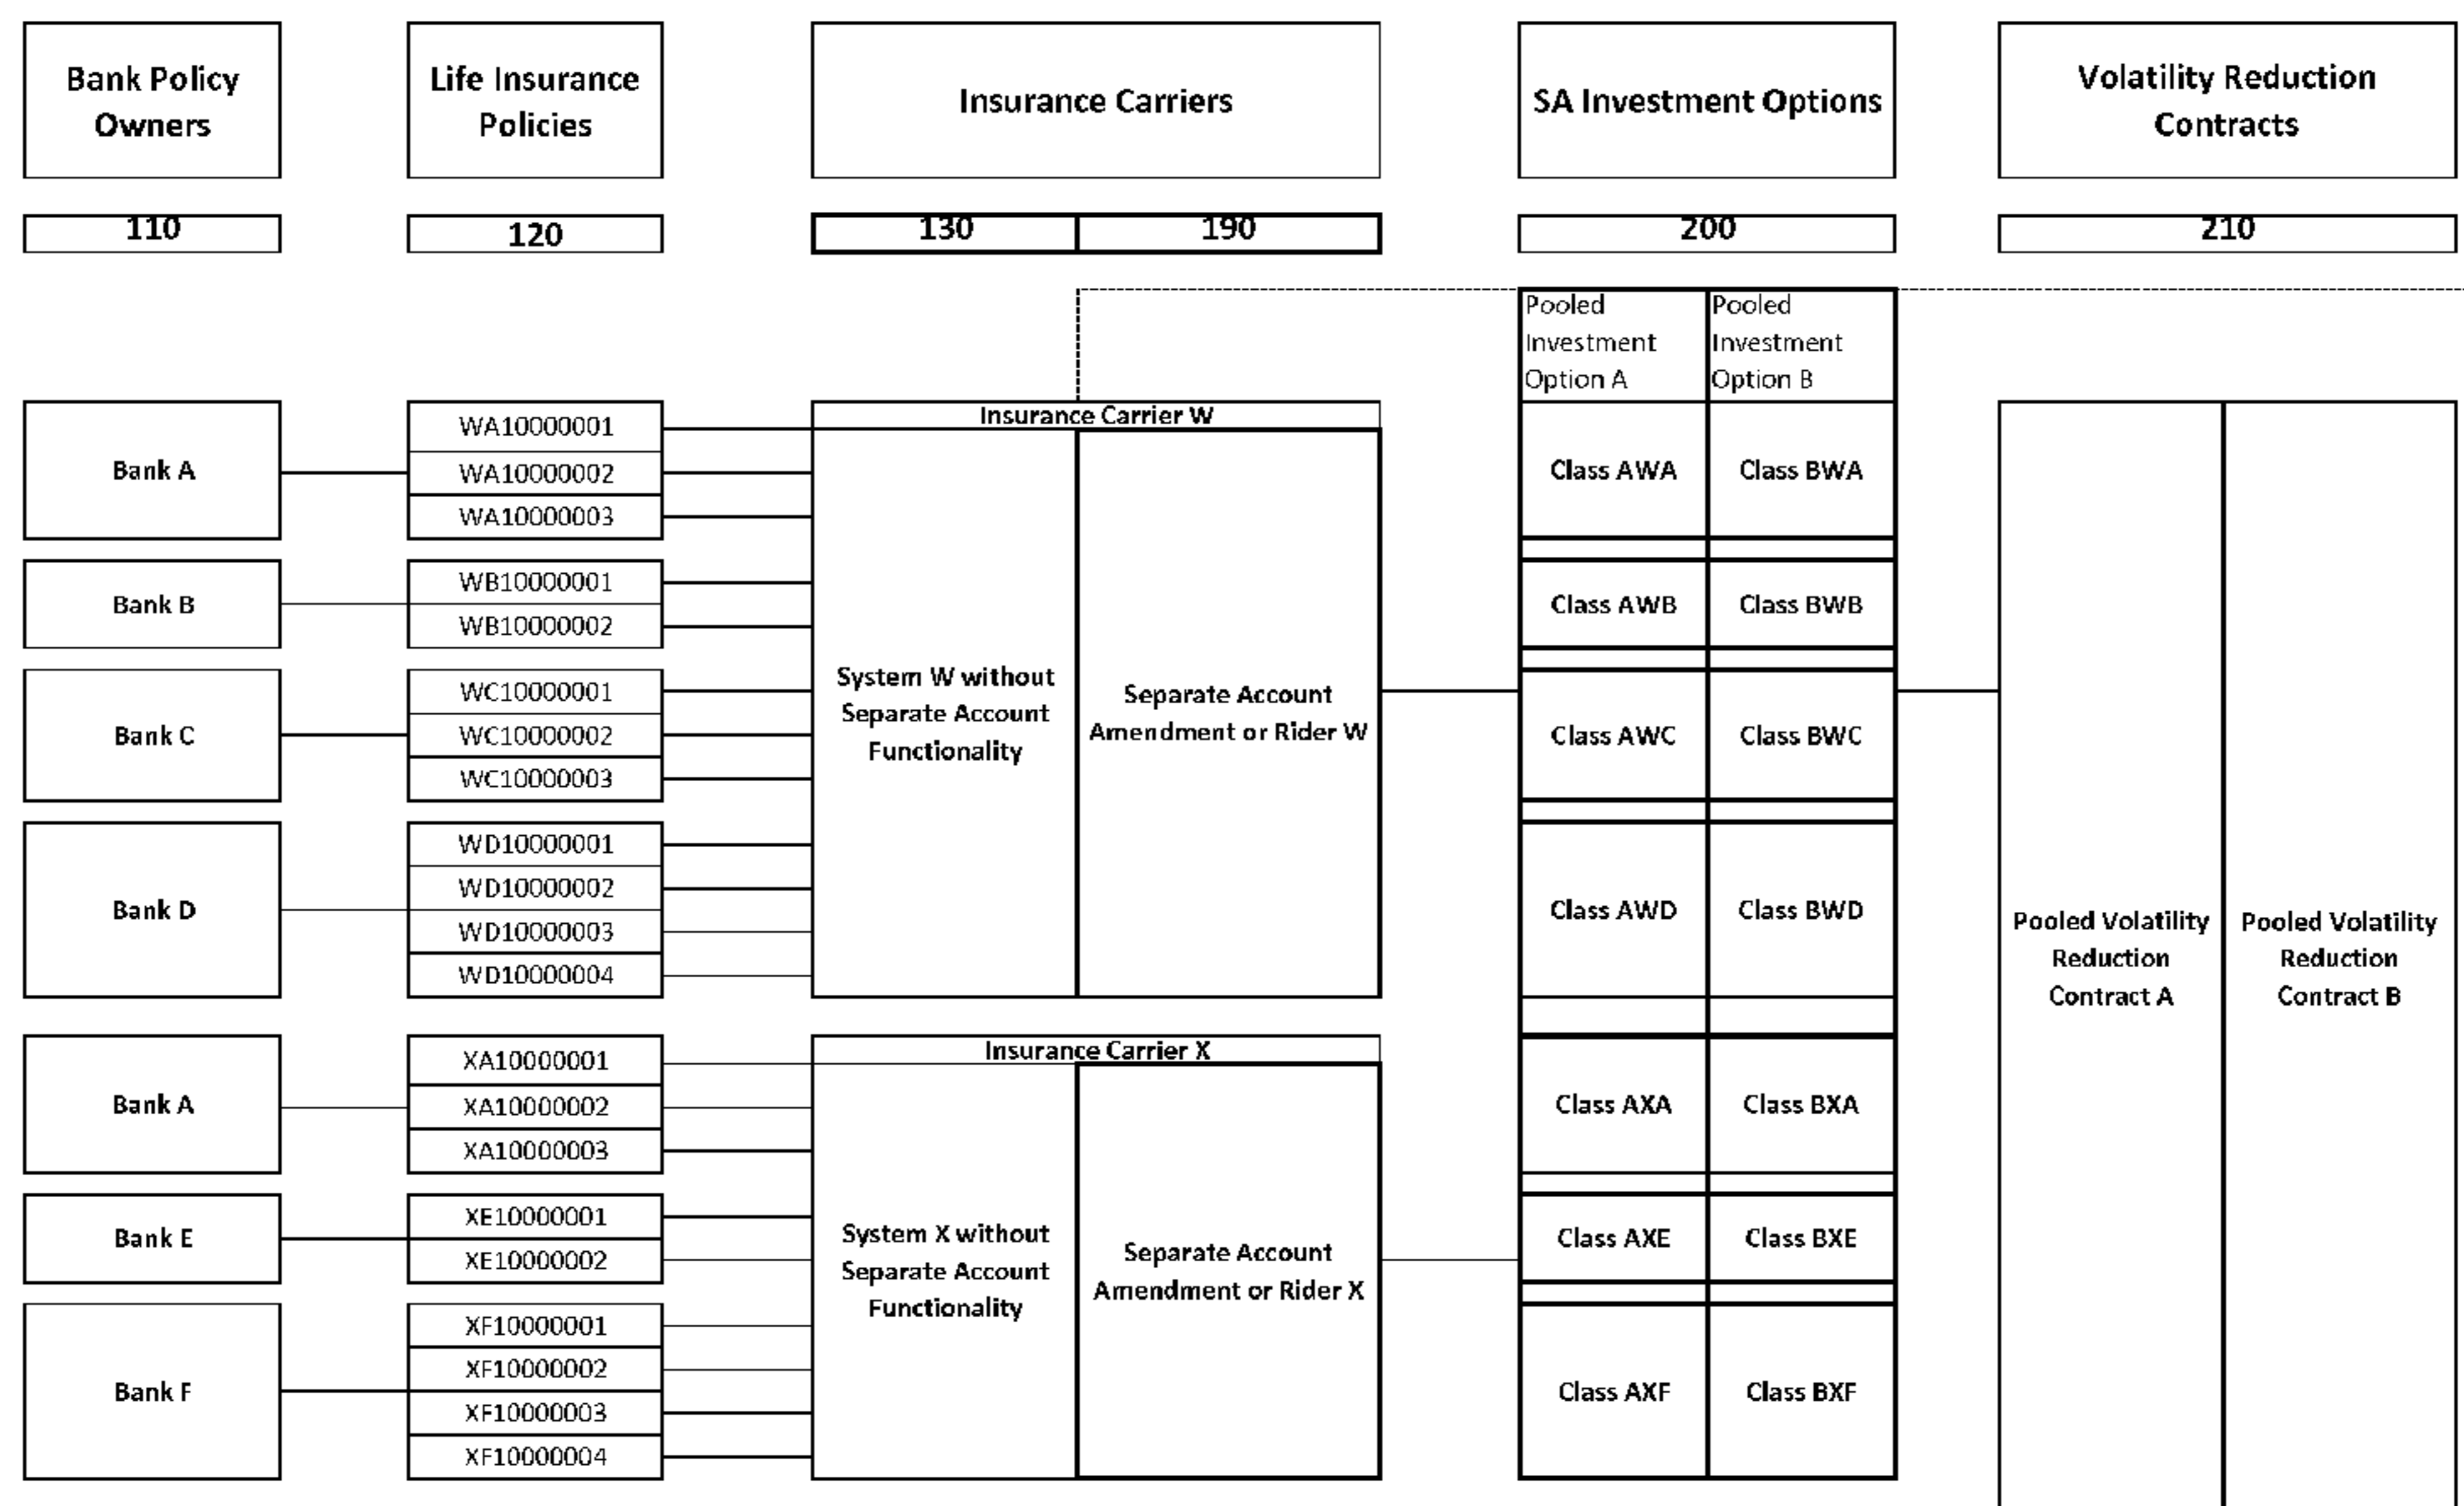 Bank Policy
Owners
Life Insurance
Policies
Insurance Carriers
SA Investment Options
Volatility Reduction
Contracts
110
120
130
190
200
210
Pooled
Investment
Option A
Pooled
Investment
Option B
Bank A
WA10000001
WA10000002
WA10000003
Insurance Carrier W
Class AWA
Class BWA
Bank B
WB10000001
WB10000002
Class AWB
Class BWB
Bank C
WC10000001
WC10000002
WC10000003
System W without
Separate Account
Functionality
Separate Account
Amendment or Rider W
Class AWC
Class BWC
Bank D
WD10000001
WD10000002
WD10000003
WD10000004
Class AWD
Class BWD
Pooled Volatility
Reduction
Contract A
Pooled Volatility
Reduction
Contract B
Bank A
XA10000001
XA10000002
XA10000003
Insurance Carrier X
Class AXA
Class BXA
Bank E
XE10000001
XE10000002
System X without
Separate Account
Functionality
Separate Account
Amendment or Rider X
Class AXE
Class BXE
Bank F
XF10000001
XF10000002
XF10000003
XF10000004
Class AXF
Class BXF